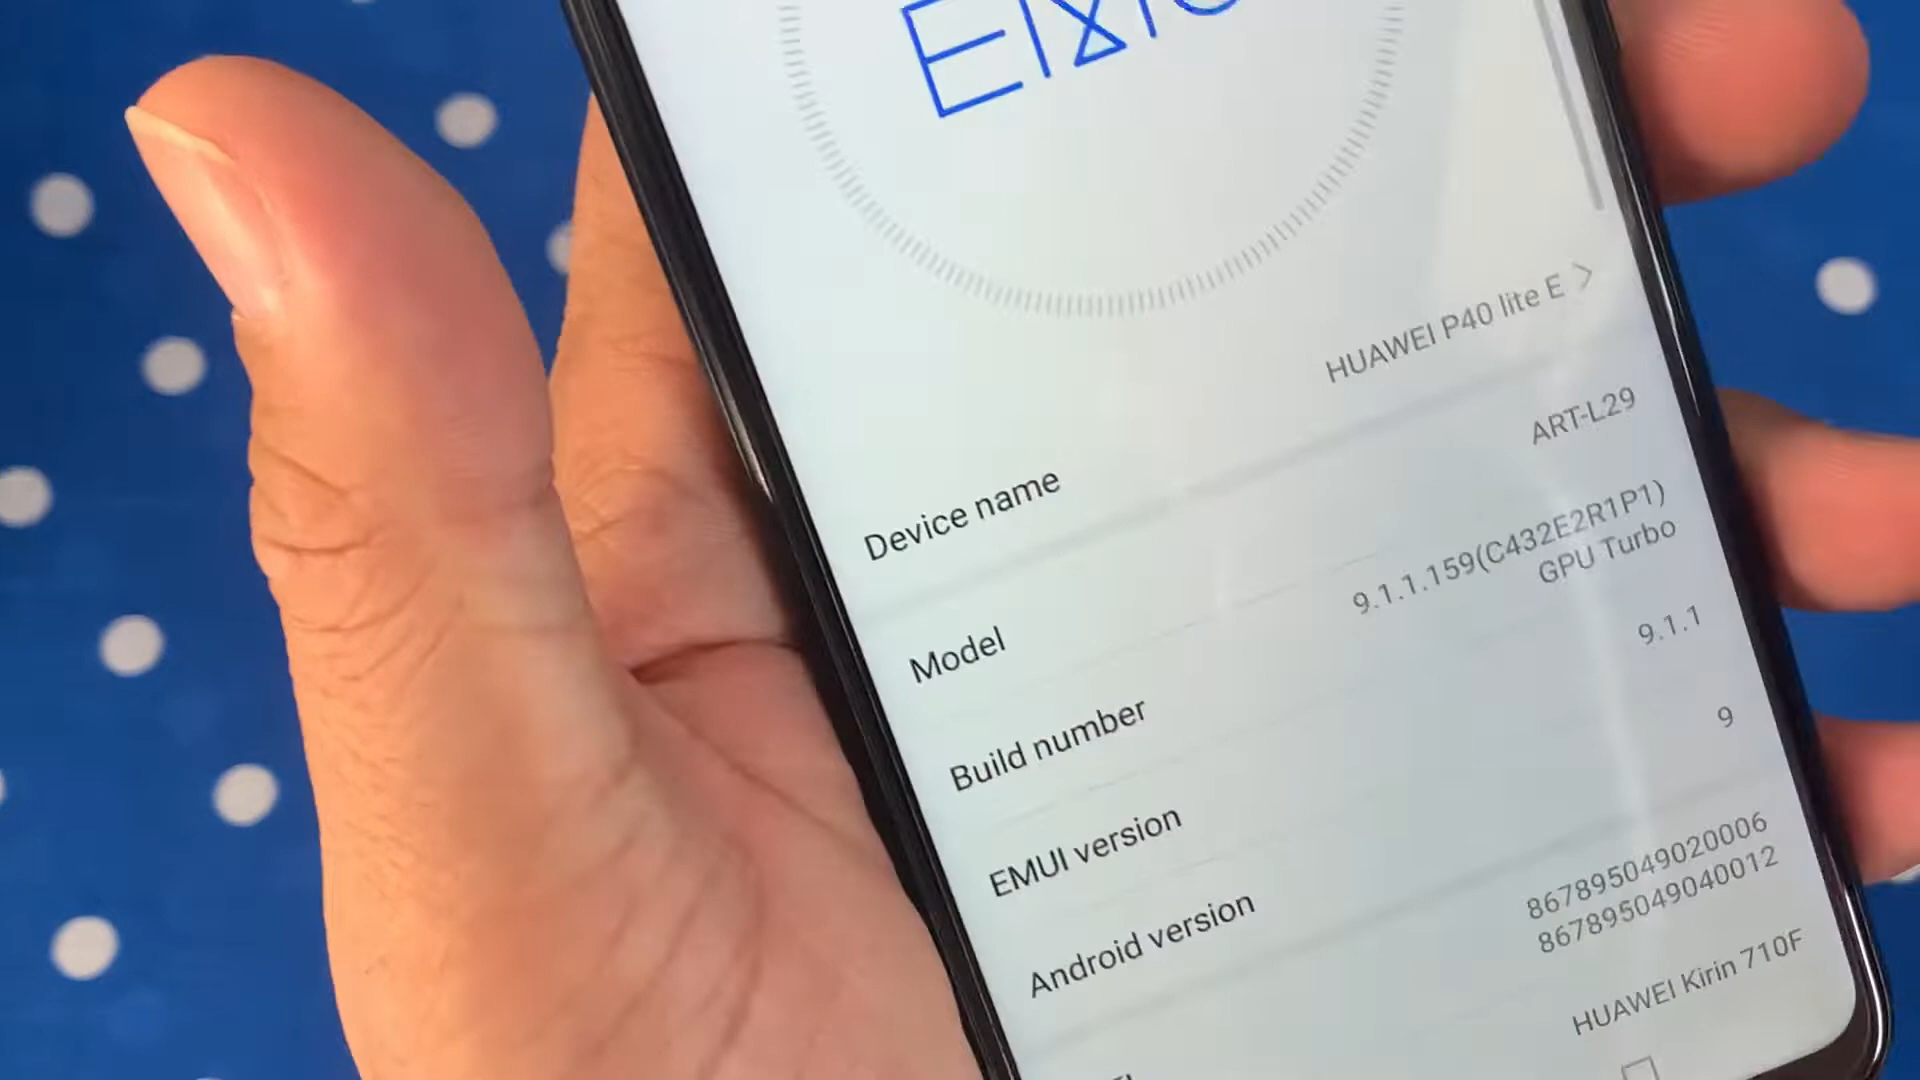 HUAWEI P40 lite E
Device name
ART-L29
Model
9.1.1.159(C432E2R1P1)
GPU Turbo
Build number
9.1.1
EMUI version
9
Android version
867895049020006
867895049040012
HUAWEI Kirin 710F